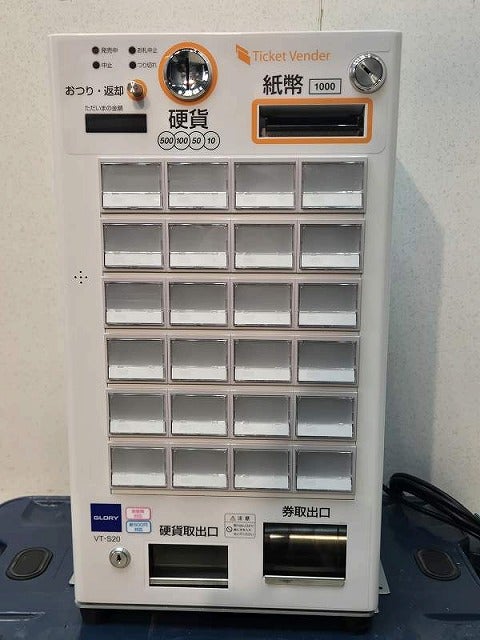 発売中 お札中止
中止 つり切れ
Ticket Vender
おつり・返却
ただいまの金額
硬貨
500 100 50 10
紙幣 1000
GLORY
VT-S20
硬貨取出口
券取出口